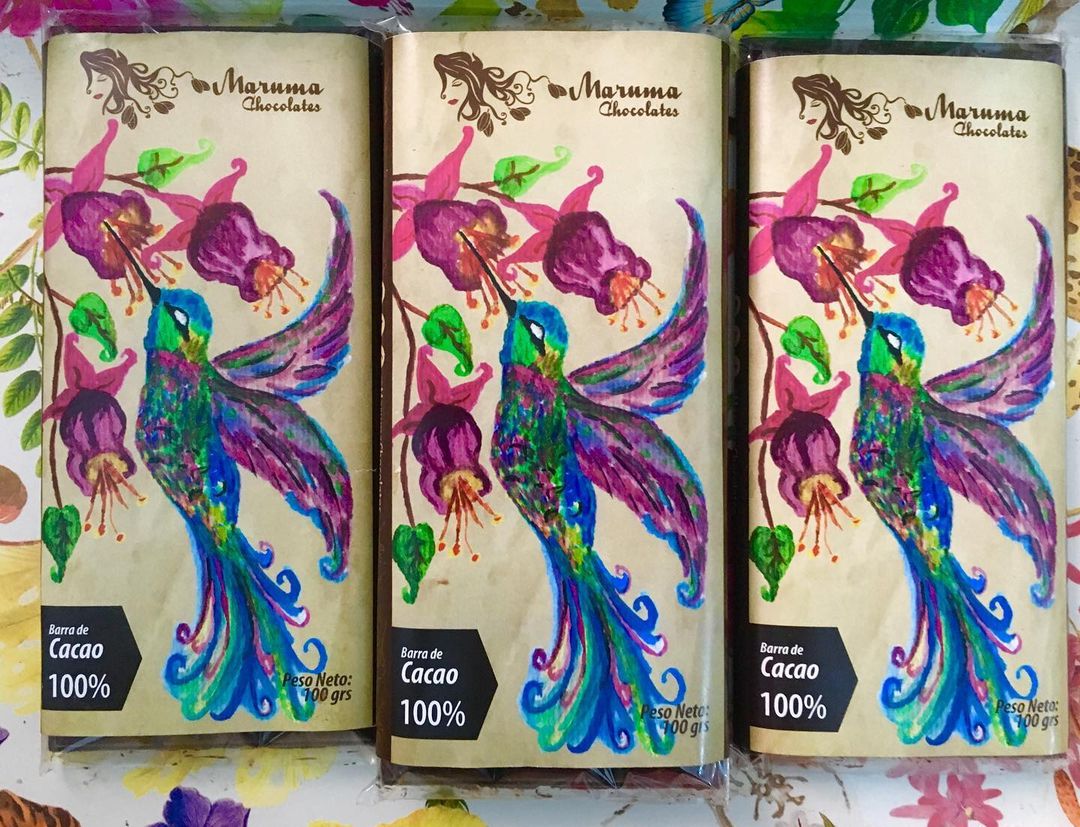 Maruma
Chocolates
Barra de
Cacao
100%
Peso Neto:
100 grs
Maruma
Chocolates
Barra de
Cacao
100%
Peso Neto:
100 grs
Maruma
Chocolates
Barra de
Cacao
100%
Peso Neto:
100 grs